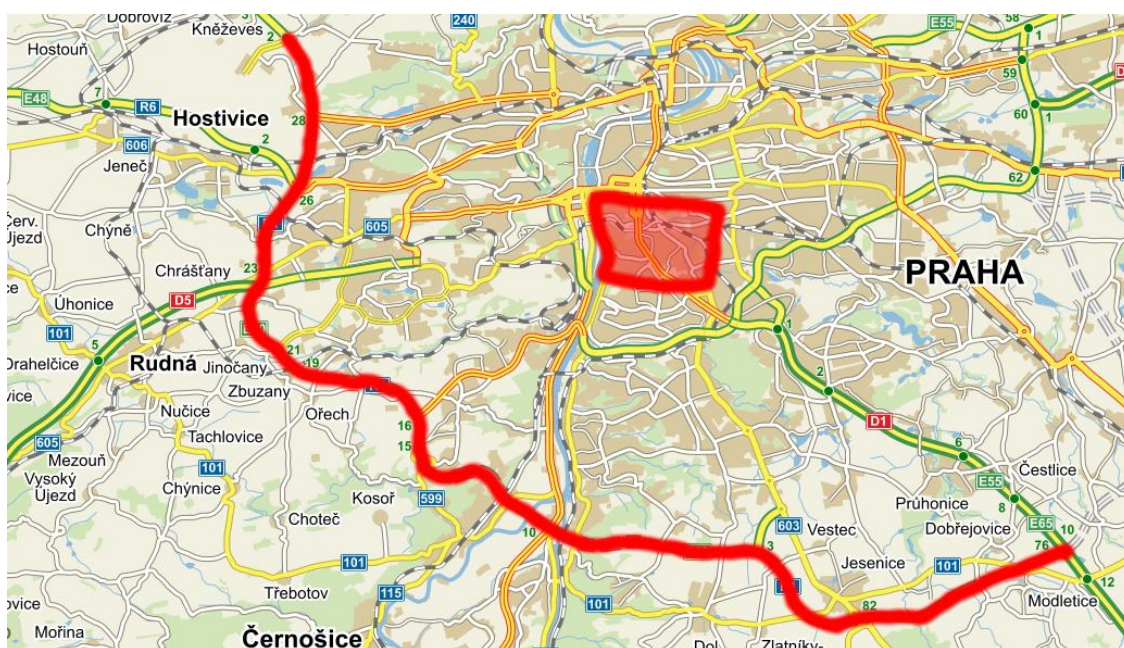 Dobrovíz
240
E55
58
Kněževes
2
Hostouň
1
59
E48
7
R6
60
1
28
Hostivice
2
606
Jeneč
62
26
Červ.
Újezd
Chýně
605
23
Chrášťany
PRAHA
Úhonice
D5
101
5
1
Drahelčice
Rudná
Jinočany
21
19
Zbuzany
2
Nučice
Ořech
16
D1
605
Tachlovice
15
6
Mezouň
101
Čestlice
Vysoký
Újezd
Chýnice
Kosoř
599
E55
Průhonice
8
Choteč
603
Vestec
Dobřejovice
E65
10
10
3
76
101
Jesenice
101
12
Třebotov
115
101
82
Modletice
Mořina
Černošice
Dol
Zlatníky-